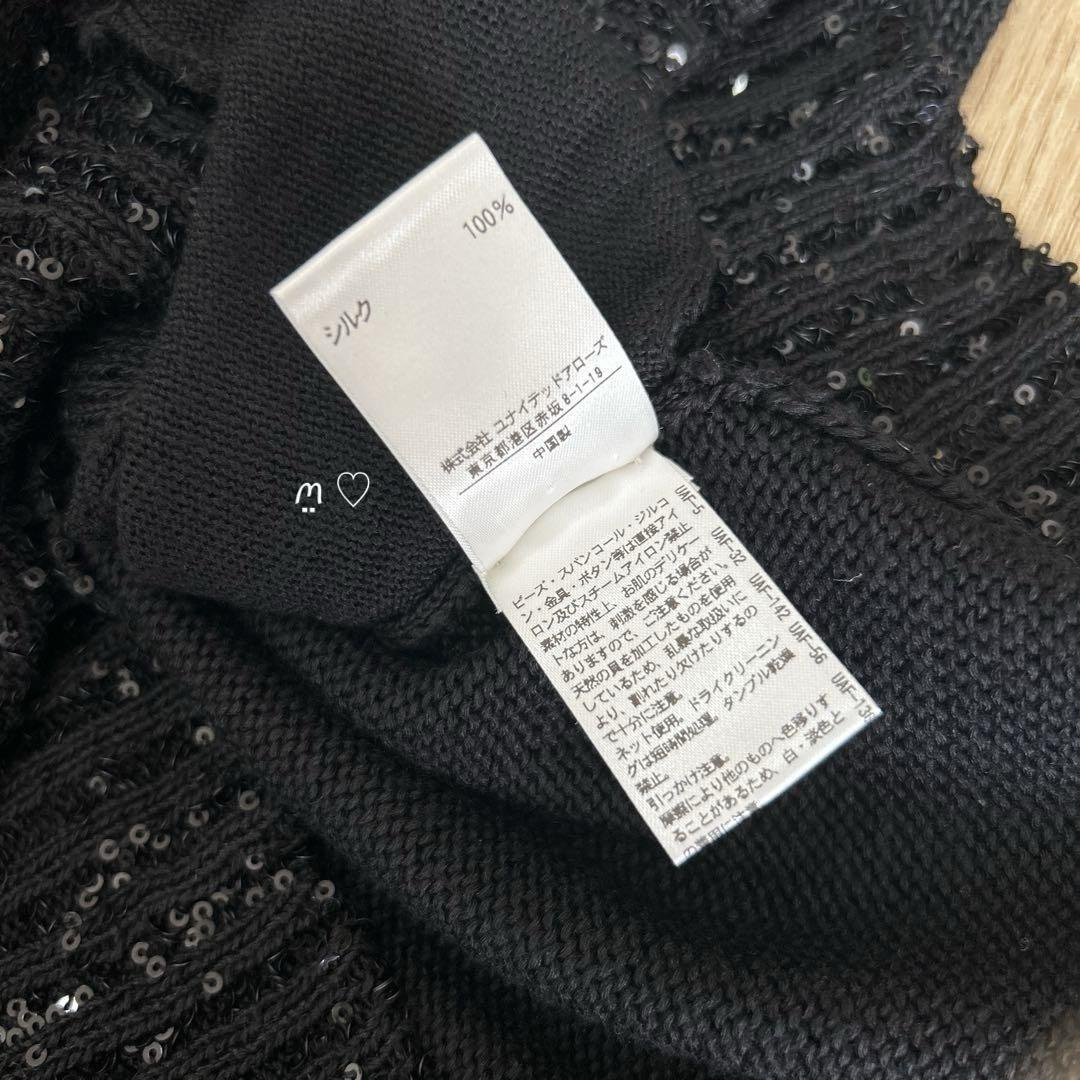 シルク 100%
株式会社 ユナイテッドアローズ
東京都港区赤坂 8-1-19
中国製
ビーズ・スパンコール・ジルコ
ン・金具・ボタン等は直接アイ
ロン及びスチームアイロン禁止
素材の特性上、お肌のデリケー
トな方は、刺激を感じる場合が
ありますので、ご注意ください。
天然の貝を加工したものを使用
しているため、乱暴な取扱いに
より、割れたり欠けたりするの
で十分に注意。
ネット使用。ドライクリーニン
グは短時間処理。タンブル乾燥
禁止。
引っかけ注意。
摩擦により他のものへ色移りす
ることがあるため、白・淡色と
UAF-32
UAF-142
UAF-56